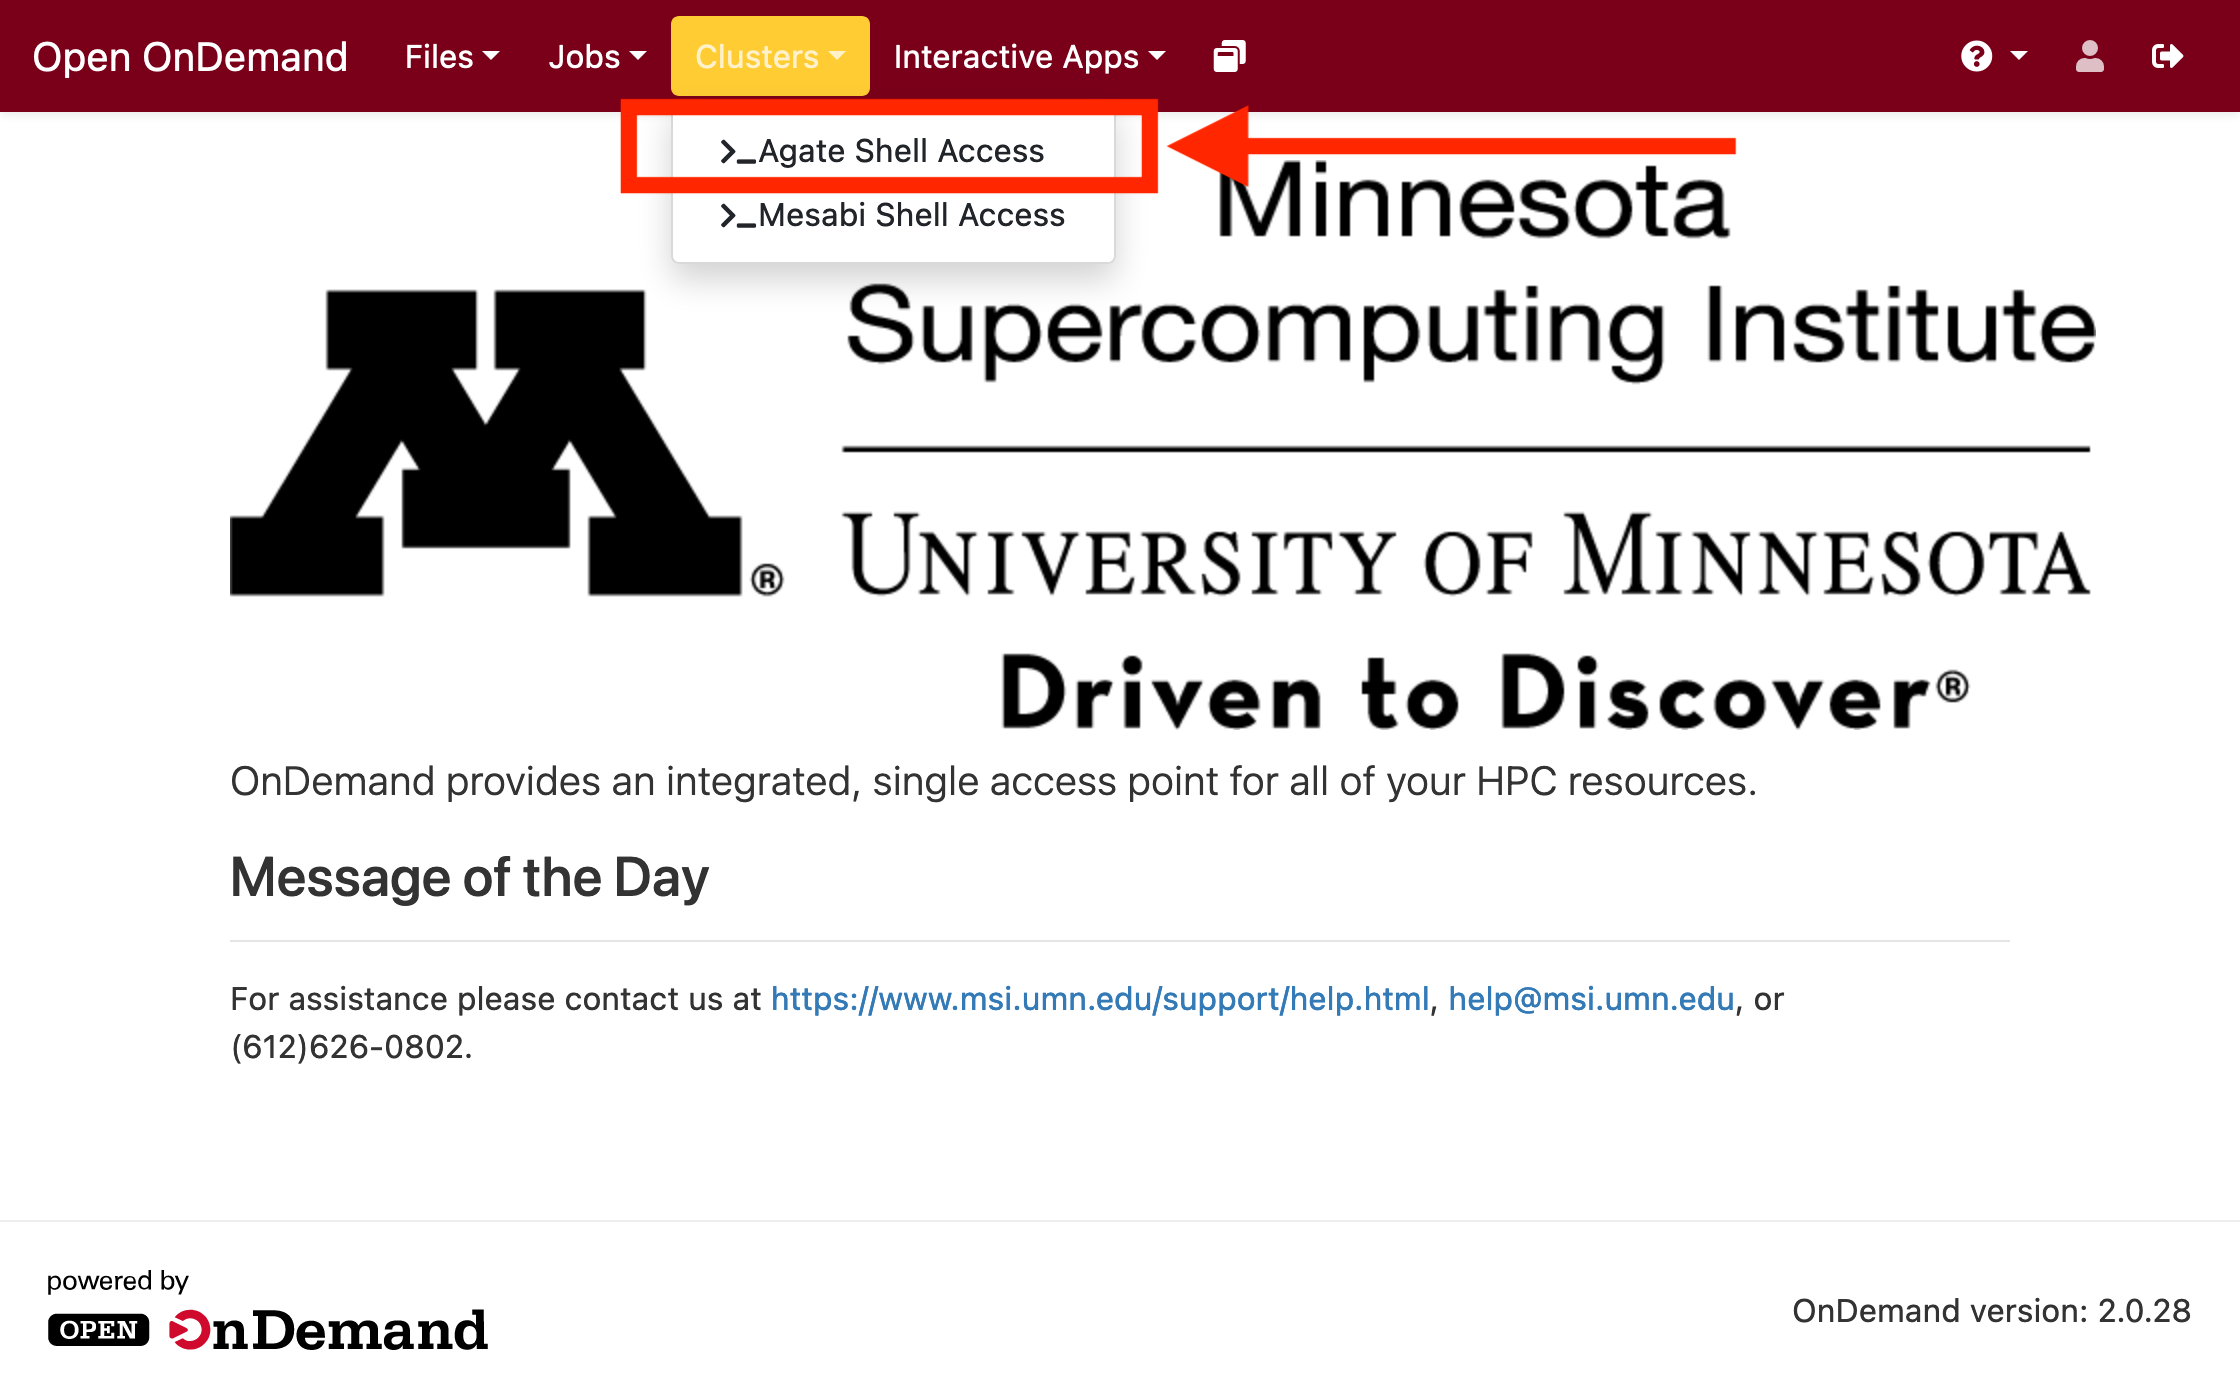 Open OnDemand Files Jobs Clusters Interactive Apps
>_Agate Shell Access
>_Mesabi Shell Access
Minnesota
Supercomputing Institute
M®
UNIVERSITY OF MINNESOTA
Driven to Discover®
OnDemand provides an integrated, single access point for all of your HPC resources.
Message of the Day
For assistance please contact us at https://www.msi.umn.edu/support/help.html, help@msi.umn.edu, or
(612)626-0802.
powered by
OPEN OnDemand
OnDemand version: 2.0.28